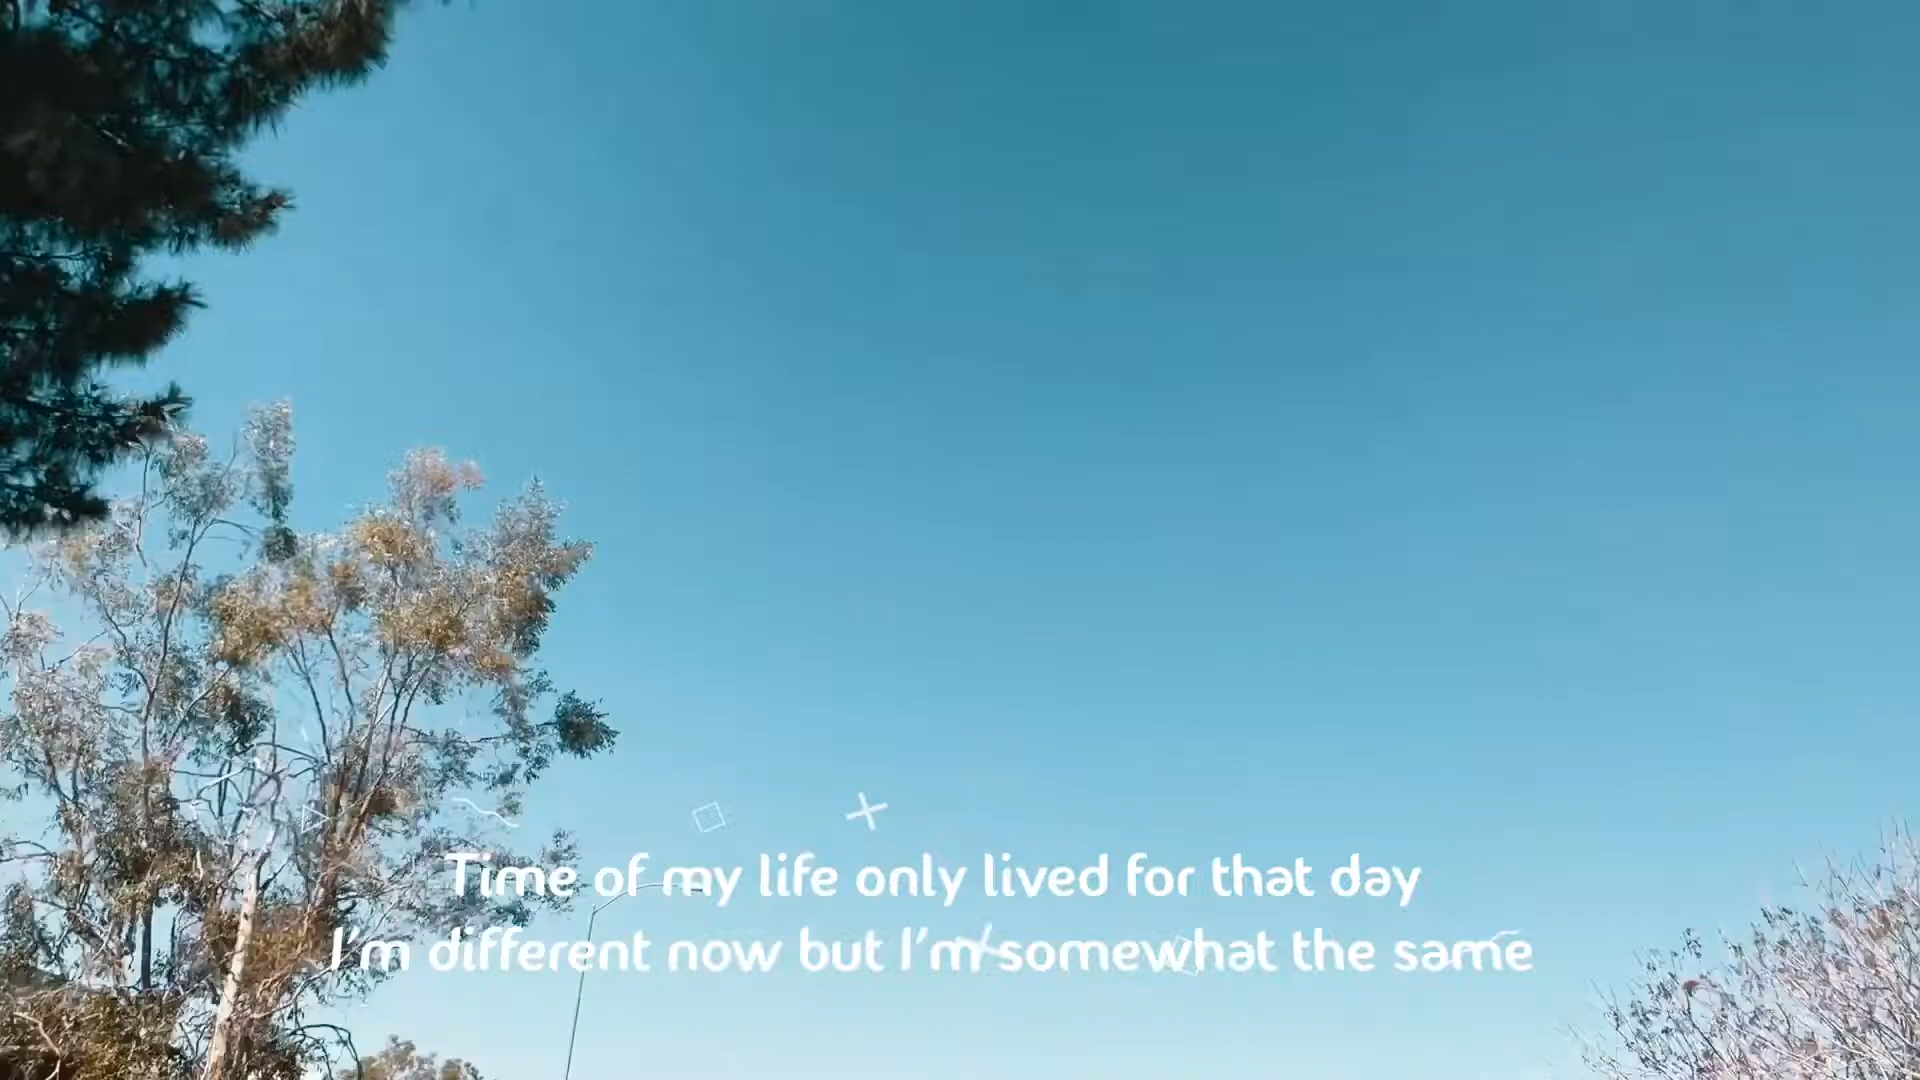 Time of my life only lived for that day
I'm different now but I'm somewhat the same